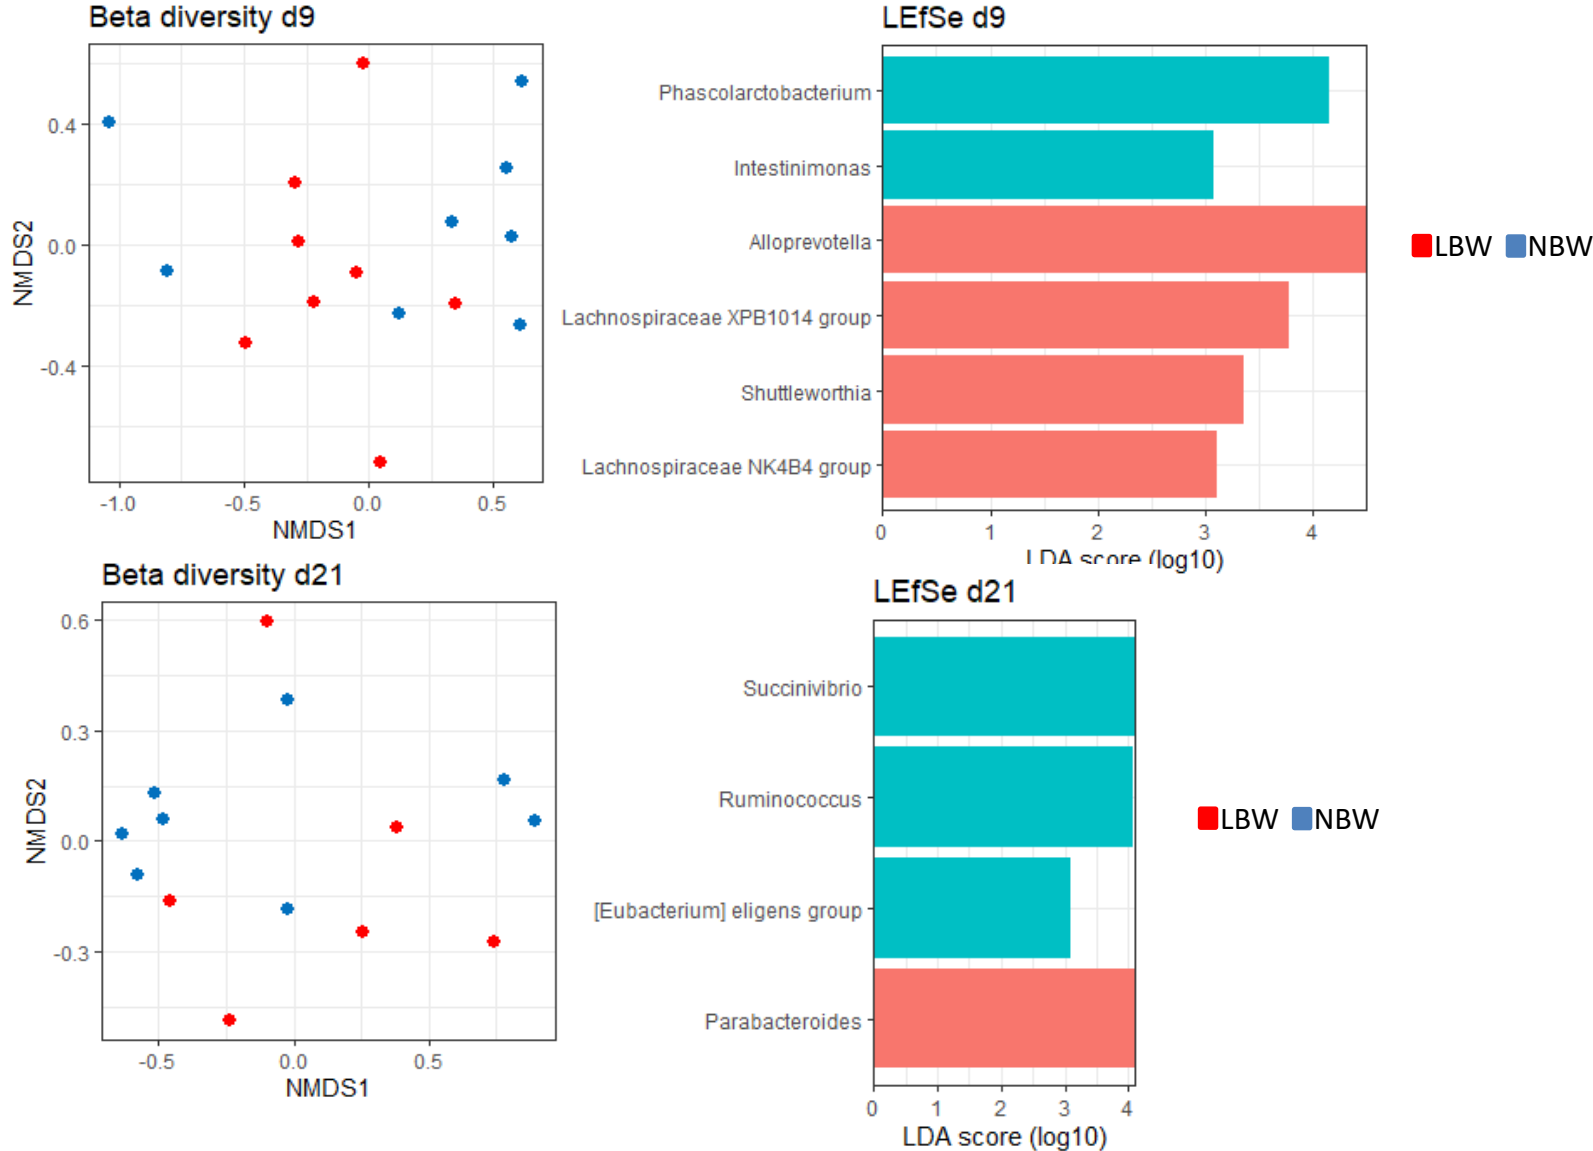 Beta diversity d9
NMDS2
0.4
0.0
-0.4
-1.0 -0.5 0.0 0.5
NMDS1
LEfSe d9
Phascolarctobacterium
Intestinimonas
Alloprevotella
Lachnospiraceae XPB1014 group
Shuttleworthia
Lachnospiraceae NK4B4 group
0 1 2 3 4
LDA score (log10)
LBW NBW
Beta diversity d21
NMDS2
0.6
0.3
0.0
-0.3
-0.5 0.0 0.5
NMDS1
LEfSe d21
Succinivibrio
Ruminococcus
[Eubacterium] eligens group
Parabacteroides
0 1 2 3 4
LDA score (log10)
LBW NBW